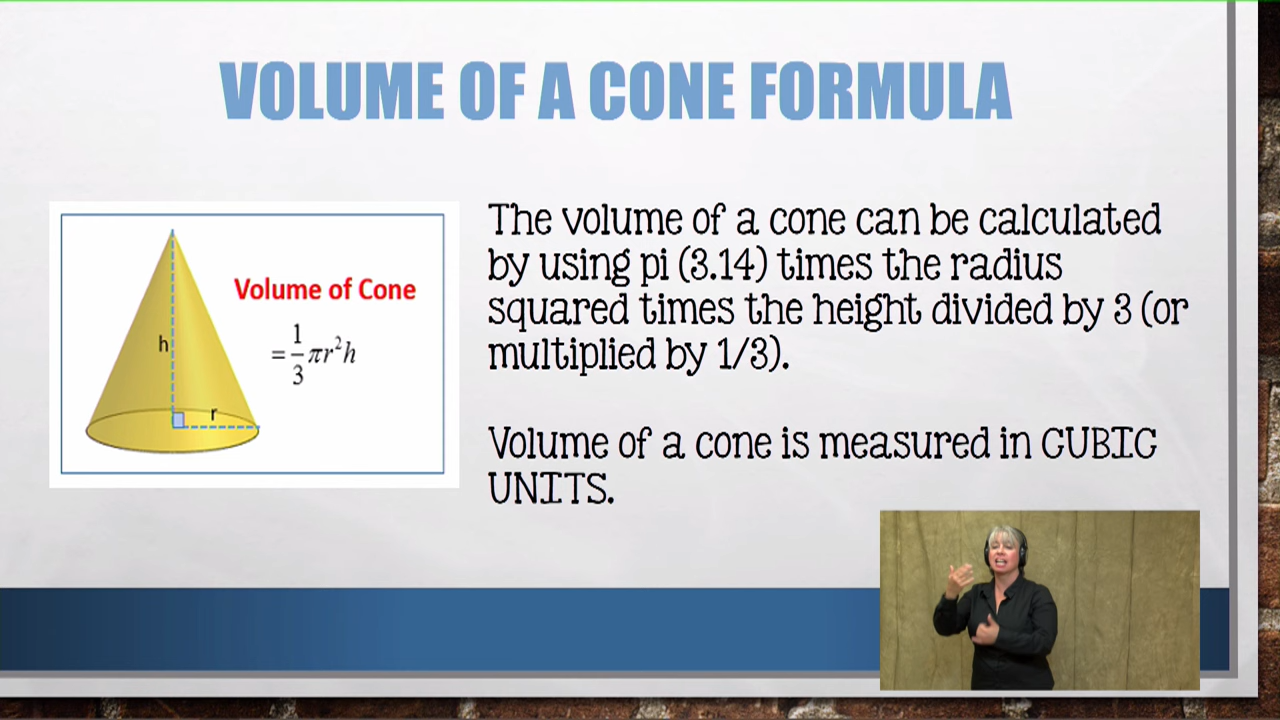 VOLUME OF A CONE FORMULA
h
r
Volume of Cone
= 1/3 πr²h
The volume of a cone can be calculated
by using pi (3.14) times the radius
squared times the height divided by 3 (or
multiplied by 1/3).
Volume of a cone is measured in CUBIC
UNITS.